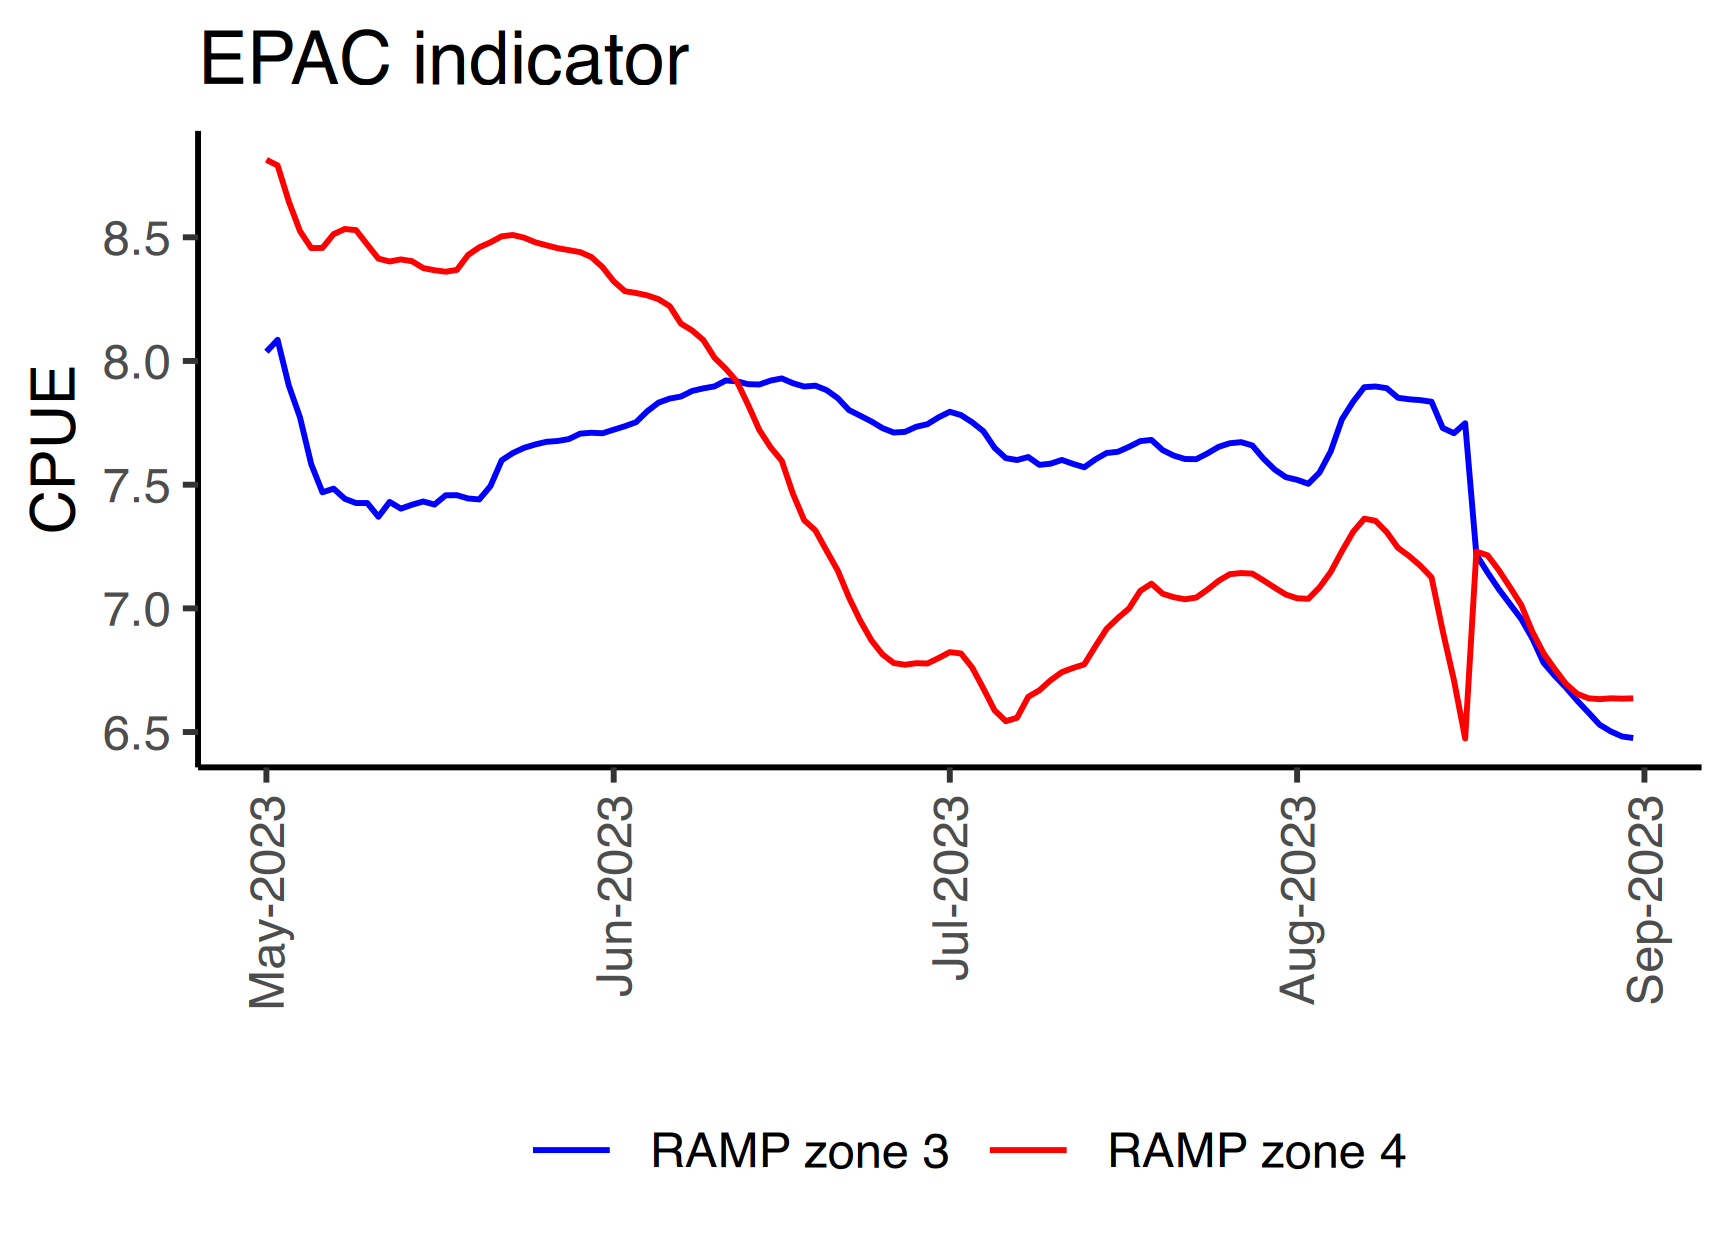 EPAC indicator
CPUE
8.5
8.0
7.5
7.0
6.5
May-2023
Jun-2023
Jul-2023
Aug-2023
Sep-2023
RAMP zone 3
RAMP zone 4